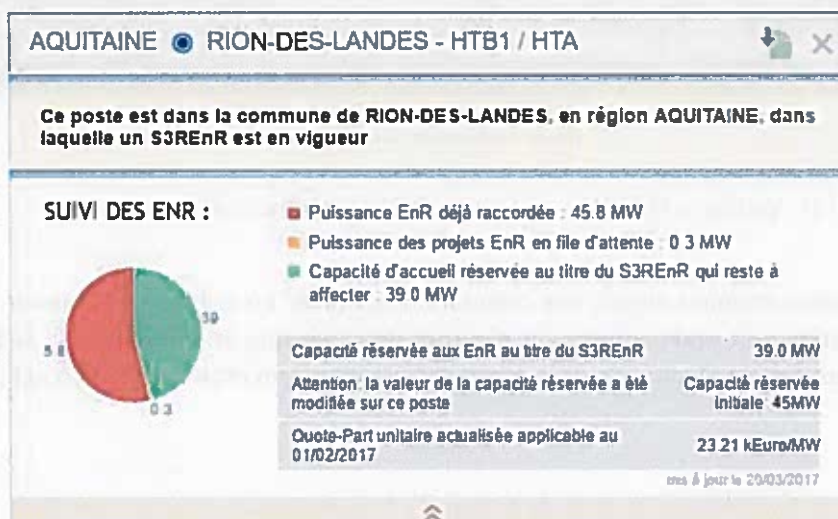 AQUITAINE RION-DES-LANDES - HTB1 / HTA
Ce poste est dans la commune de RION-DES-LANDES, en région AQUITAINE, dans
laquelle un S3REnR est en vigueur
SUIVI DES ENR :
Puissance EnR déjà raccordée : 45.8 MW
Puissance des projets EnR en file d'attente : 0 3 MW
Capacité d'accueil réservée au titre du S3REnR qui reste à
affecter : 39 0 MW
39
5 8
0.3
Capacité réservée aux EnR au titre du S3REnR 39.0 MW
Attention: la valeur de la capacité réservée a été Capacité réservée
modifiée sur ce poste initiale 45MW
Quote-Part unitaire actualisée applicable au
01/02/2017 23.21 kEuro/MW
mis à jour le 20/03/2017